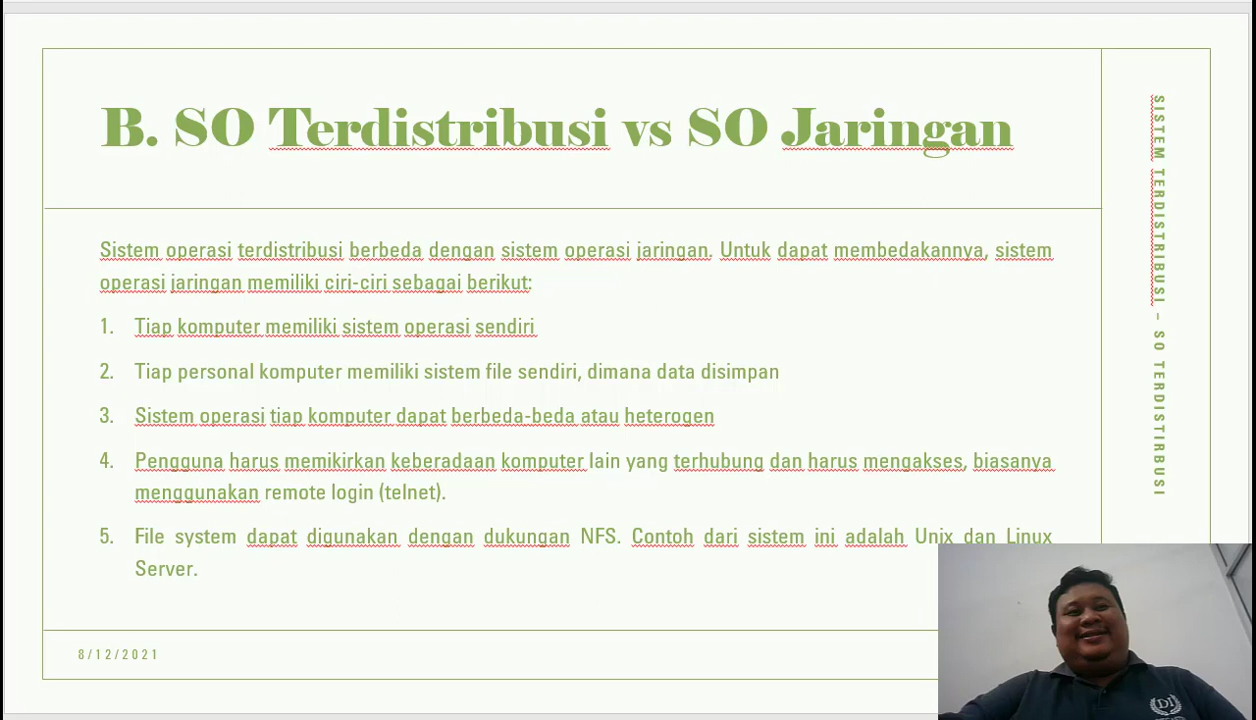 B. SO Terdistribusi vs SO Jaringan
Sistem operasi terdistribusi berbeda dengan sistem operasi jaringan. Untuk dapat membedakannya, sistem
operasi jaringan memiliki ciri-ciri sebagai berikut:
1. Tiap komputer memiliki sistem operasi sendiri
2. Tiap personal komputer memiliki sistem file sendiri, dimana data disimpan
3. Sistem operasi tiap komputer dapat berbeda-beda atau heterogen
4. Pengguna harus memikirkan keberadaan komputer lain yang terhubung dan harus mengakses, biasanya
menggunakan remote login (telnet).
5. File system dapat digunakan dengan dukungan NFS. Contoh dari sistem ini adalah Unix dan Linux
Server.
8/12/2021
SISTEM TERDISTRIBUSI – SO TERDISTIRBUSI